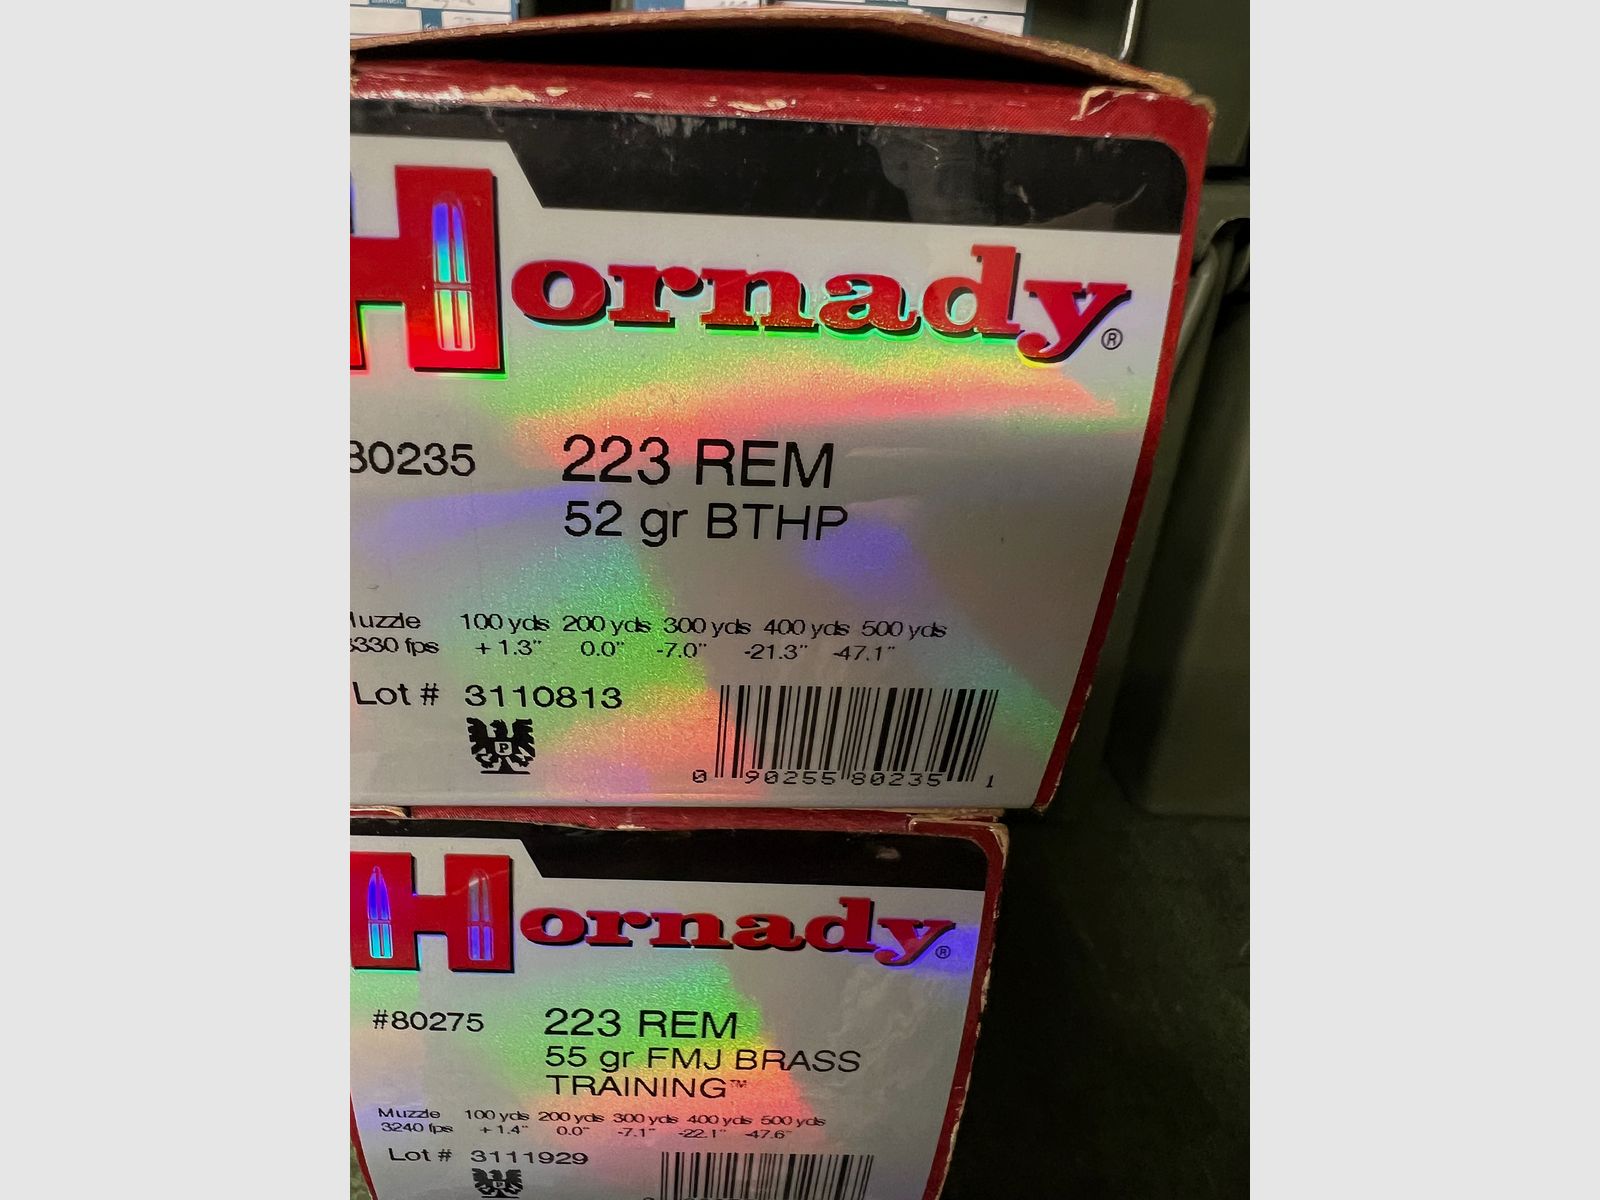 Hornady®
80235 223 REM
52 gr BTHP
100 yds 200 yds 300 yds 400 yds 500 yds
fps + 1.3" 0.0" -7.0" -21.3" -47.1"
Lot # 3110813
P
0 90255 80235 1
Hornady®
#80275 223 REM
55 gr FMJ BRASS
TRAINING™
Muzzle 100 yds 200 yds 300 yds 400 yds 500 yds
3240 fps + 1.4" 0.0" -7.1" -22.1" -47.6"
Lot # 3111929
P